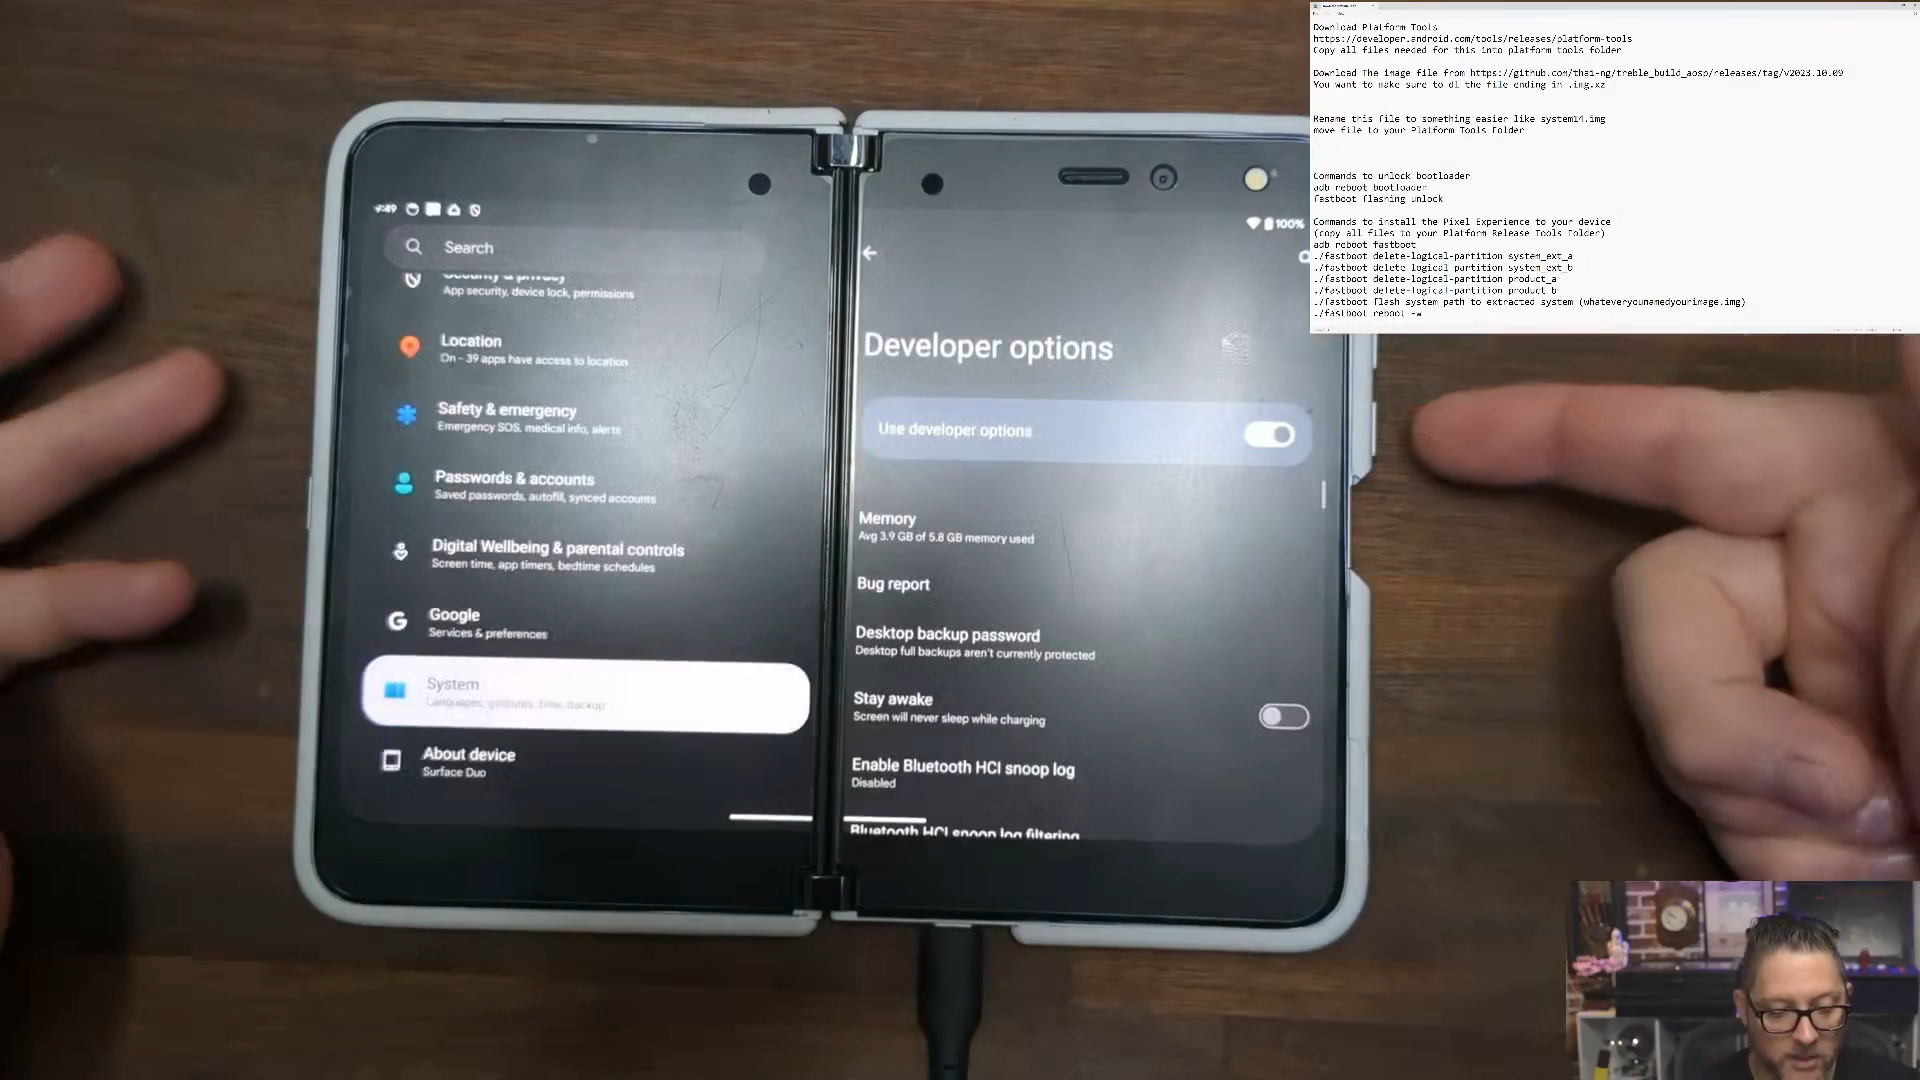 Download Platform Tools
https://developer.android.com/tools/releases/platform-tools
Copy all files needed for this into platform tools folder
Download The image file from https://github.com/thai-ng/treble_build_aosp/releases/tag/v2023.10.09
You want to make sure to dl the file ending in .img.xz
Rename this file to something easier like system14.img
move file to your Platform Tools Folder
Commands to unlock bootloader
adb reboot bootloader
fastboot flashing unlock
Commands to install the Pixel Experience to your device
(copy all files to your Platform Release Tools Folder)
adb reboot fastboot
./fastboot delete-logical-partition system_ext_a
./fastboot delete-logical-partition system_ext_b
./fastboot delete-logical-partition product_a
./fastboot delete-logical-partition product_b
./fastboot flash system path to extracted system (whateveryounamedyourimage.img)
./fastboot reboot -w
Search
Security & privacy
App security, device lock, permissions
Location
On - 39 apps have access to location
Safety & emergency
Emergency SOS, medical info, alerts
Passwords & accounts
Saved passwords, autofill, synced accounts
Digital Wellbeing & parental controls
Screen time, app timers, bedtime schedules
Google
Services & preferences
System
Languages, gestures, time, backup
About device
Surface Duo
100%
Developer options
Use developer options
Memory
Avg 3.9 GB of 5.8 GB memory used
Bug report
Desktop backup password
Desktop full backups aren't currently protected
Stay awake
Screen will never sleep while charging
Enable Bluetooth HCI snoop log
Disabled
Bluetooth HCI snoop log filtering